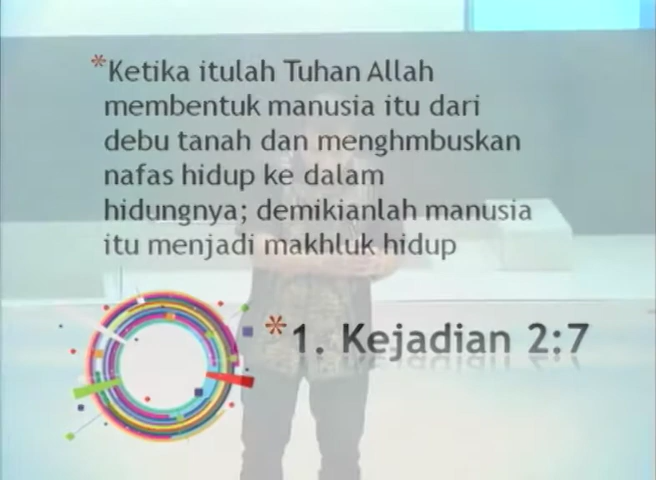 *Ketika itulah Tuhan Allah
membentuk manusia itu dari
debu tanah dan menghmbuskan
nafas hidup ke dalam
hidungnya; demikianlah manusia
itu menjadi makhluk hidup
*1. Kejadian 2:7